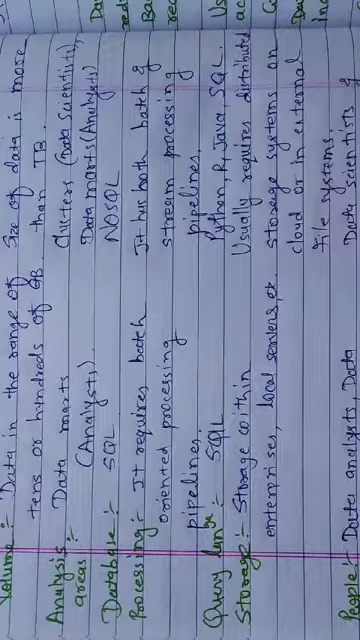 Volume :- Data in the range of Size of data is more
tens or hundreds of GB. than TB.
Analysis Data marts Clusters (Data Scientists),
areas :- (Analysts). Data marts (Analysts)
Database :- SQL NOSQL
Processing :- It requires batch It has both batch &
oriented processing stream processing
pipelines. pipelines.
Query lang :- SQL Python, R, Java, SQL.
Storage :- Storage within Usually requires distributed
enterprises, local servers, etc. storage systems on
cloud or in external
file systems.
People :- Data analysts, Data Data Scientists &